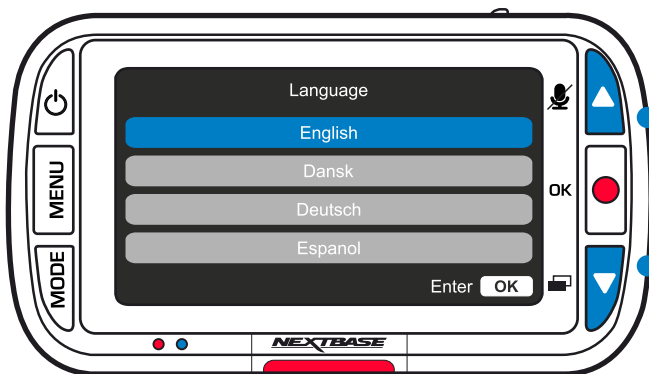 Language
English
Dansk
Deutsch
Espanol
Enter OK
MENU
MODE
OK
NEXTBASE